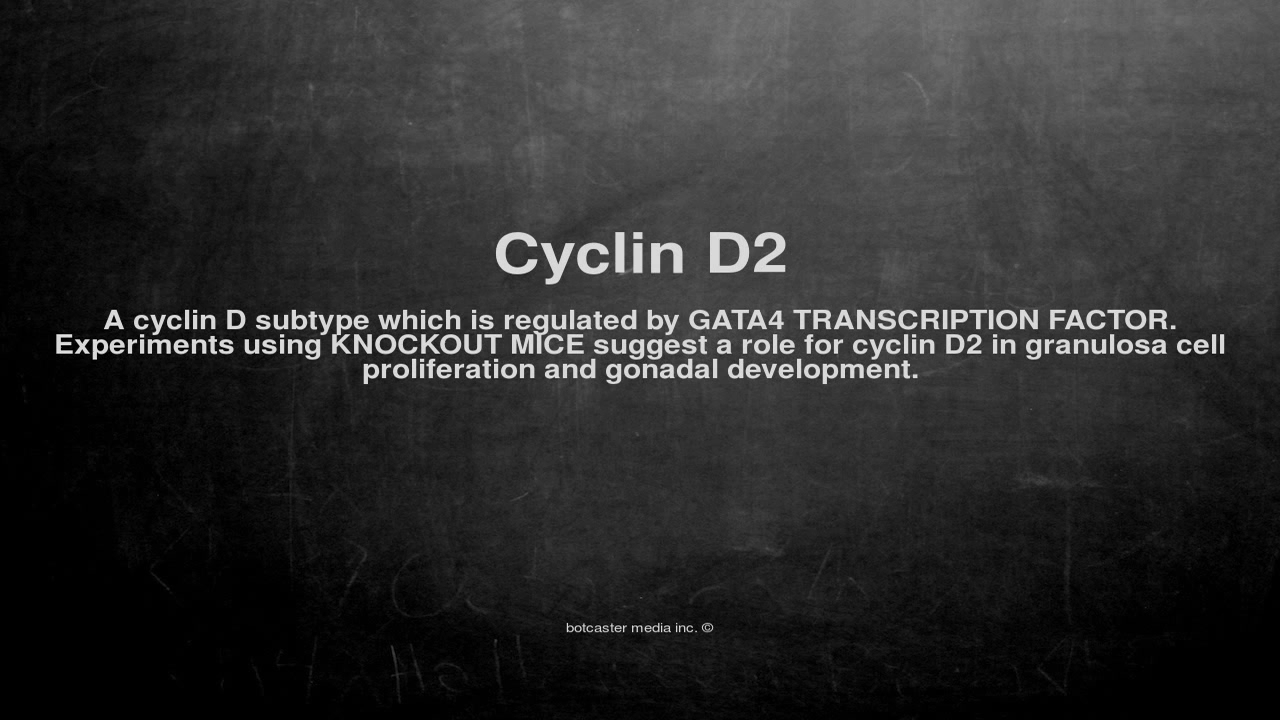 Cyclin D2
A cyclin D subtype which is regulated by GATA4 TRANSCRIPTION FACTOR.
Experiments using KNOCKOUT MICE suggest a role for cyclin D2 in granulosa cell
proliferation and gonadal development.
botcaster media inc. ©